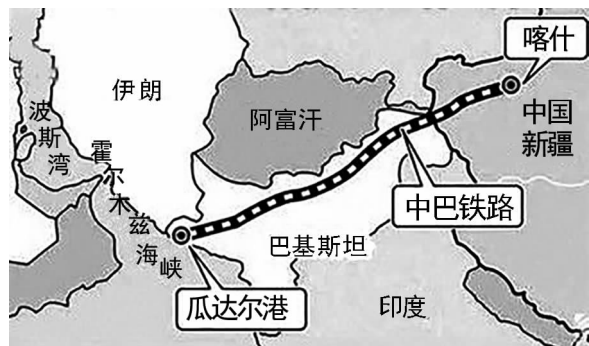 喀什
伊朗
阿富汗
中国
新疆
波斯湾
霍尔木兹海峡
中巴铁路
巴基斯坦
瓜达尔港
印度